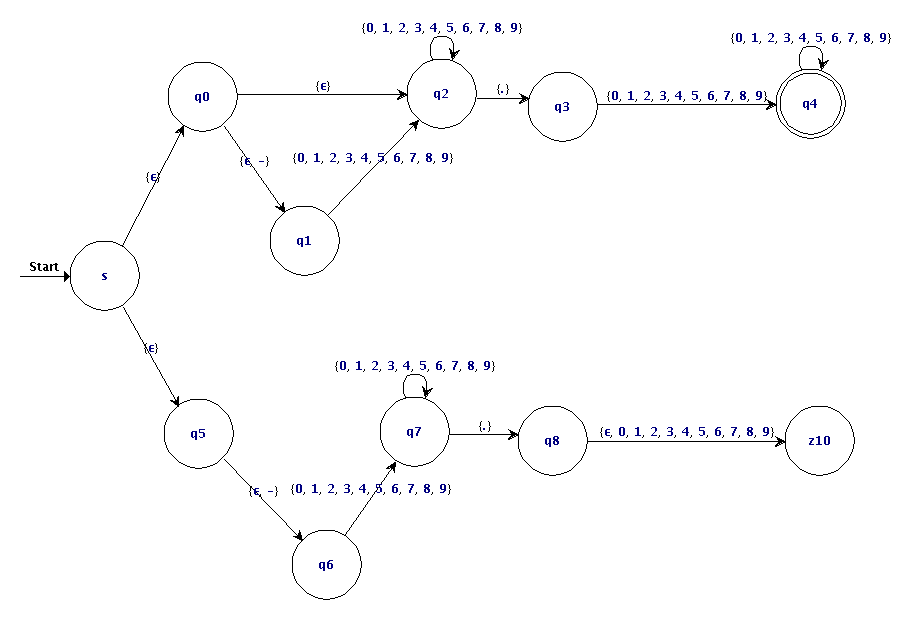 {0, 1, 2, 3, 4, 5, 6, 7, 8, 9}
{0, 1, 2, 3, 4, 5, 6, 7, 8, 9}
q0
{ϵ}
q2
{.}
q3
{0, 1, 2, 3, 4, 5, 6, 7, 8, 9}
q4
{ϵ, -}
{0, 1, 2, 3, 4, 5, 6, 7, 8, 9}
{ϵ}
q1
Start
s
{ϵ}
{0, 1, 2, 3, 4, 5, 6, 7, 8, 9}
q5
q7
{.}
q8
{ϵ, 0, 1, 2, 3, 4, 5, 6, 7, 8, 9}
z10
{ϵ, -}
{0, 1, 2, 3, 4, 5, 6, 7, 8, 9}
q6